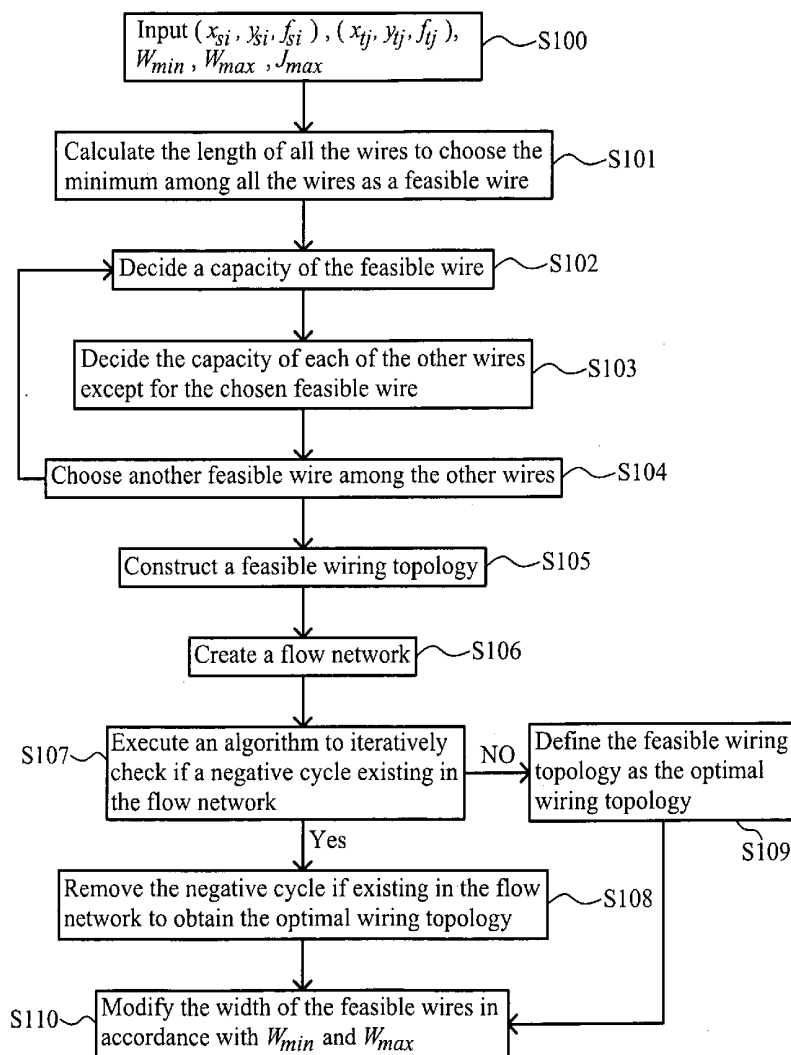 Input ( x_si , y_si , f_si ) , ( x_tj , y_tj , f_tj ),
W_min , W_max , J_max
S100
Calculate the length of all the wires to choose the
minimum among all the wires as a feasible wire
S101
Decide a capacity of the feasible wire
S102
Decide the capacity of each of the other wires
except for the chosen feasible wire
S103
Choose another feasible wire among the other wires
S104
Construct a feasible wiring topology
S105
Create a flow network
S106
S107
Execute an algorithm to iteratively
check if a negative cycle existing in
the flow network
NO
Define the feasible wiring
topology as the optimal
wiring topology
S109
Yes
Remove the negative cycle if existing in the flow
network to obtain the optimal wiring topology
S108
S110
Modify the width of the feasible wires in
accordance with W_min and W_max